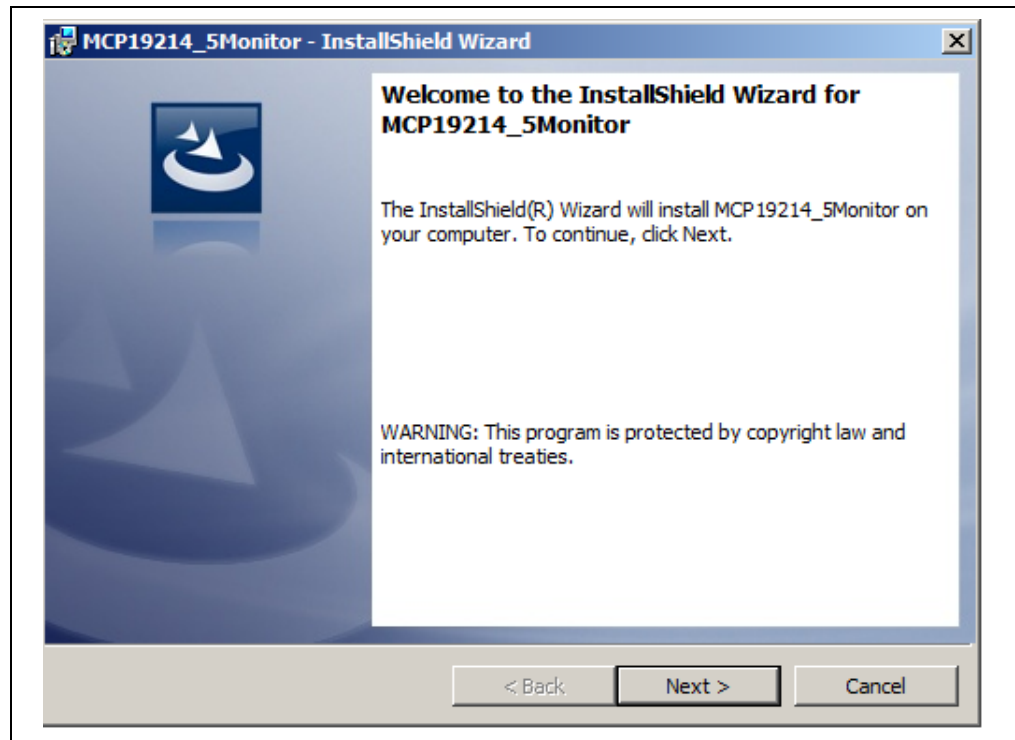 MCP19214_5Monitor - InstallShield Wizard
Welcome to the InstallShield Wizard for
MCP19214_5Monitor
The InstallShield(R) Wizard will install MCP19214_5Monitor on
your computer. To continue, click Next.
WARNING: This program is protected by copyright law and
international treaties.
< Back Next > Cancel